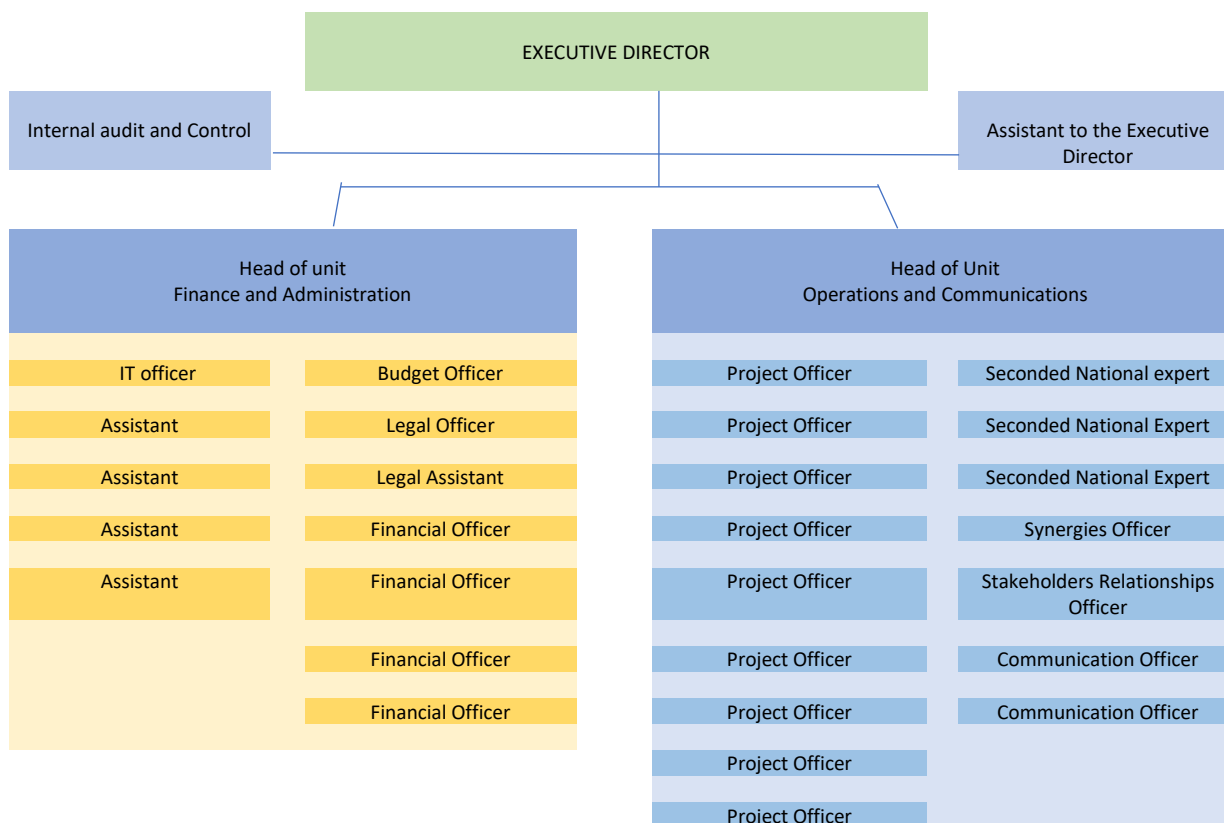 EXECUTIVE DIRECTOR
Internal audit and Control
Assistant to the Executive
Director
Head of unit
Finance and Administration
Head of Unit
Operations and Communications
IT officer
Budget Officer
Assistant
Legal Officer
Assistant
Legal Assistant
Assistant
Financial Officer
Assistant
Financial Officer
Financial Officer
Financial Officer
Project Officer
Seconded National expert
Project Officer
Seconded National Expert
Project Officer
Seconded National Expert
Project Officer
Synergies Officer
Project Officer
Stakeholders Relationships
Officer
Project Officer
Communication Officer
Project Officer
Communication Officer
Project Officer
Project Officer